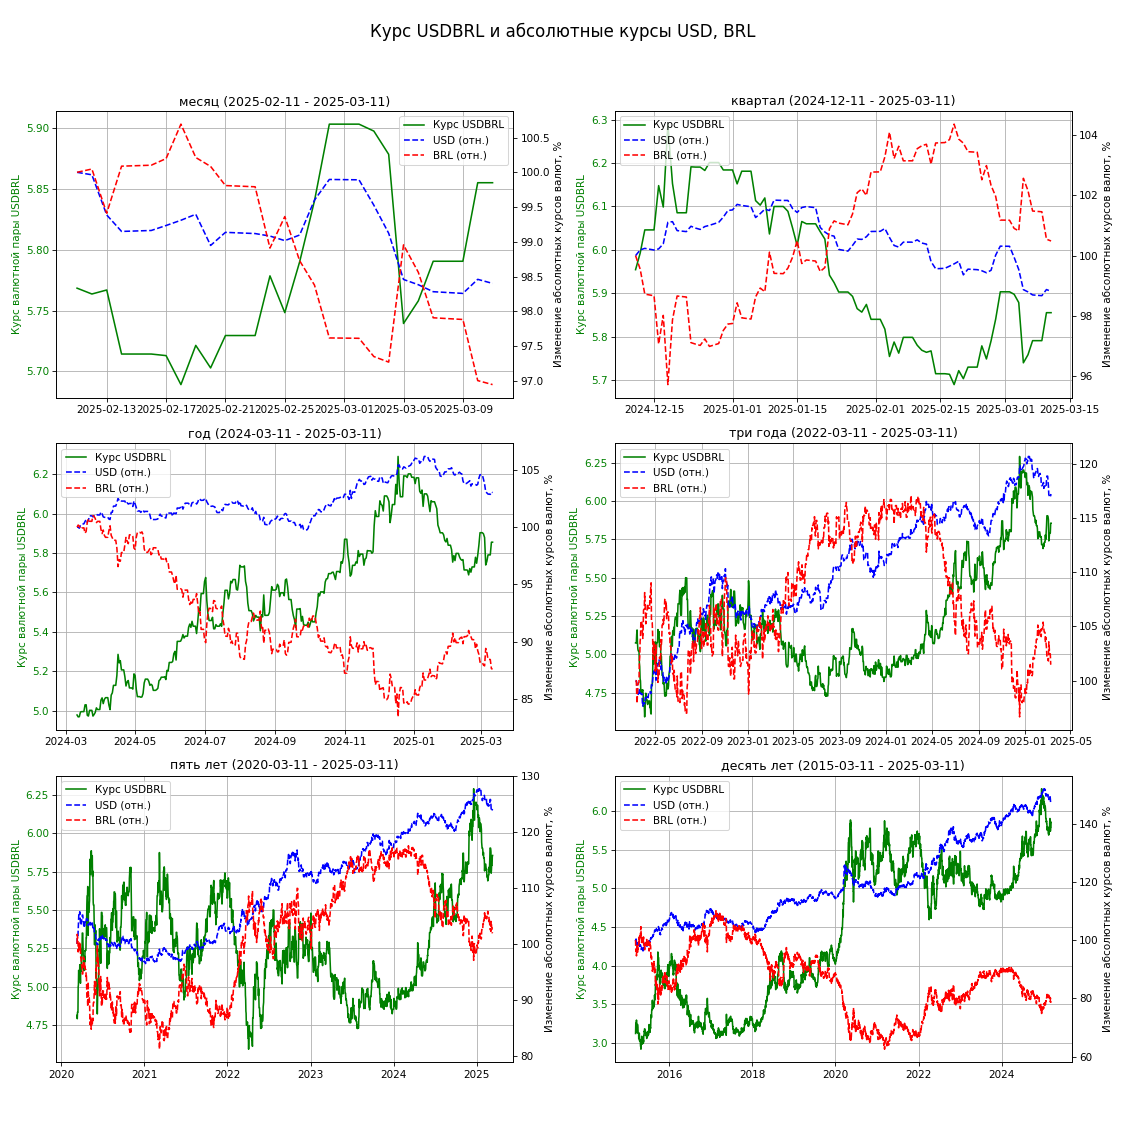 Курс USDBRL и абсолютные курсы USD, BRL
месяц (2025-02-11 - 2025-03-11)
Курс валютной пары USDBRL
5.90
5.85
5.80
5.75
5.70
Курс USDBRL
USD (отн.)
BRL (отн.)
100.5
100.0
99.5
99.0
98.5
98.0
97.5
97.0
Изменение абсолютных курсов валют, %
2025-02-13 2025-02-17 2025-02-21 2025-02-25 2025-03-01 2025-03-05 2025-03-09
квартал (2024-12-11 - 2025-03-11)
Курс валютной пары USDBRL
6.3
6.2
6.1
6.0
5.9
5.8
5.7
Курс USDBRL
USD (отн.)
BRL (отн.)
104
102
100
98
96
Изменение абсолютных курсов валют, %
2024-12-15 2025-01-01 2025-01-15 2025-02-01 2025-02-15 2025-03-01 2025-03-15
год (2024-03-11 - 2025-03-11)
Курс валютной пары USDBRL
6.2
6.0
5.8
5.6
5.4
5.2
5.0
Курс USDBRL
USD (отн.)
BRL (отн.)
105
100
95
90
85
Изменение абсолютных курсов валют, %
2024-03 2024-05 2024-07 2024-09 2024-11 2025-01 2025-03
три года (2022-03-11 - 2025-03-11)
Курс валютной пары USDBRL
6.25
6.00
5.75
5.50
5.25
5.00
4.75
Курс USDBRL
USD (отн.)
BRL (отн.)
120
115
110
105
100
Изменение абсолютных курсов валют, %
2022-05 2022-09 2023-01 2023-05 2023-09 2024-01 2024-05 2024-09 2025-01 2025-05
пять лет (2020-03-11 - 2025-03-11)
Курс валютной пары USDBRL
6.25
6.00
5.75
5.50
5.25
5.00
4.75
Курс USDBRL
USD (отн.)
BRL (отн.)
130
120
110
100
90
80
Изменение абсолютных курсов валют, %
2020 2021 2022 2023 2024 2025
десять лет (2015-03-11 - 2025-03-11)
Курс валютной пары USDBRL
6.0
5.5
5.0
4.5
4.0
3.5
3.0
Курс USDBRL
USD (отн.)
BRL (отн.)
140
120
100
80
60
Изменение абсолютных курсов валют, %
2016 2018 2020 2022 2024